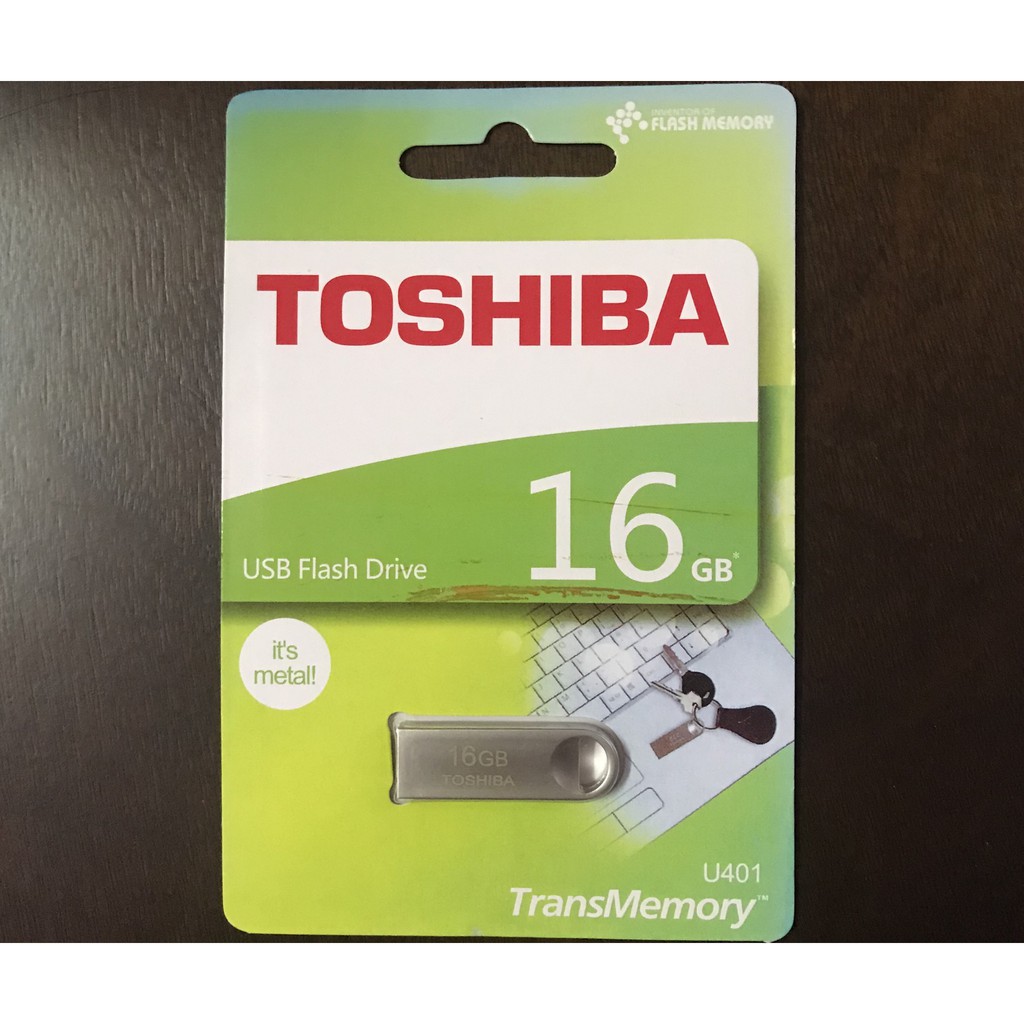 INVENTOR OF
FLASH MEMORY
TOSHIBA
16 GB*
USB Flash Drive
it's
metal!
16GB
TOSHIBA
U401
TransMemory™